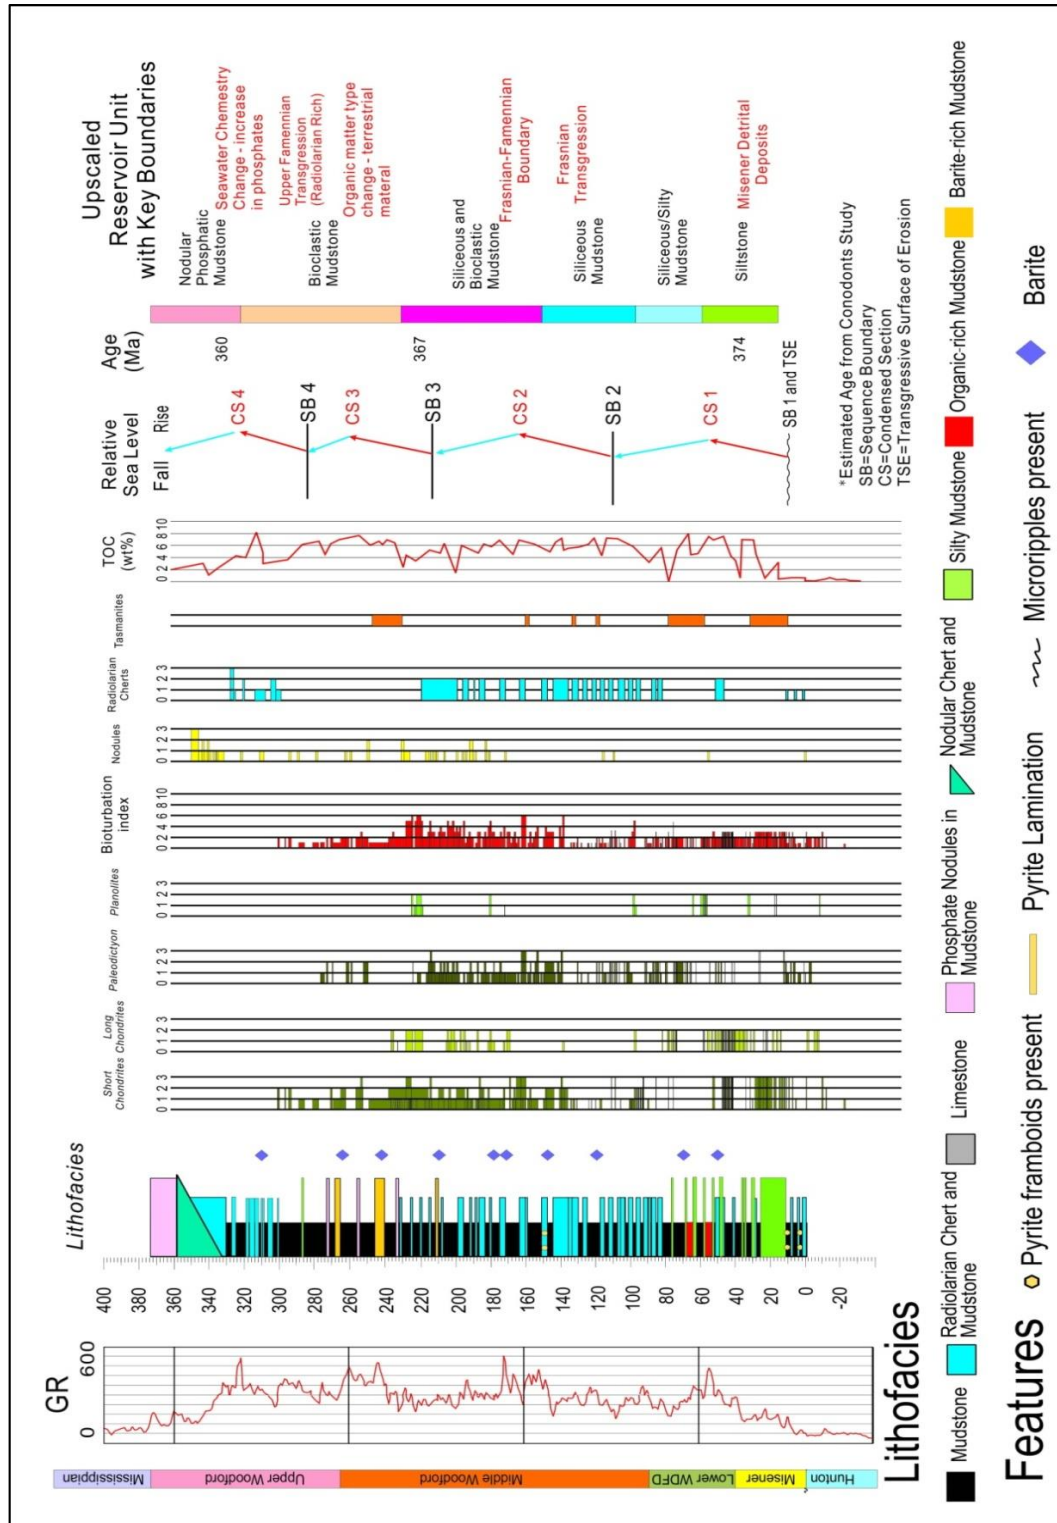 Upscaled
Reservoir Unit
with Key Boundaries
Age
(Ma)
Relative
Sea Level
Fall Rise
TOC
(wt%)
0 2 4 6 8 10
Tasmanites
Radiolarian
Cherts
0 1 2 3
Nodules
0 1 2 3
Bioturbation
index
0 2 4 6 8 10
Planolites
0 1 2 3
Paleodictyon
0 1 2 3
Long
Chondrites
0 1 2 3
Short
Chondrites
0 1 2 3
Lithofacies
GR
0 600
400
380
360
340
320
300
280
260
240
220
200
180
160
140
120
100
80
60
40
20
0
-20
Mississippian
Upper Woodford
Middle Woodford
Lower WDFD
Misener
Hunton
CS 4
SB 4
CS 3
SB 3
CS 2
SB 2
CS 1
SB 1 and TSE
360
367
374
Nodular
Phosphatic
Mudstone
Seawater Chemestry
Change - increase
in phosphates
Upper Famennian
Transgression
(Radiolarian Rich)
Bioclastic
Mudstone
Organic matter type
change - terrestrial
materal
Siliceous and
Bioclastic
Mudstone
Frasnian-Famennian
Boundary
Frasnian
Transgression
Siliceous
Mudstone
Siliceous/Silty
Mudstone
Siltstone
Misener Detrital
Deposits
*Estimated Age from Conodonts Study
SB=Sequence Boundary
CS=Condensed Section
TSE=Transgressive Surface of Erosion
Lithofacies
Mudstone
Radiolarian Chert and
Mudstone
Limestone
Phosphate Nodules in
Mudstone
Nodular Chert and
Mudstone
Silty Mudstone
Organic-rich Mudstone
Barite-rich Mudstone
Features
Pyrite framboids present
Pyrite Lamination
Microripples present
Barite